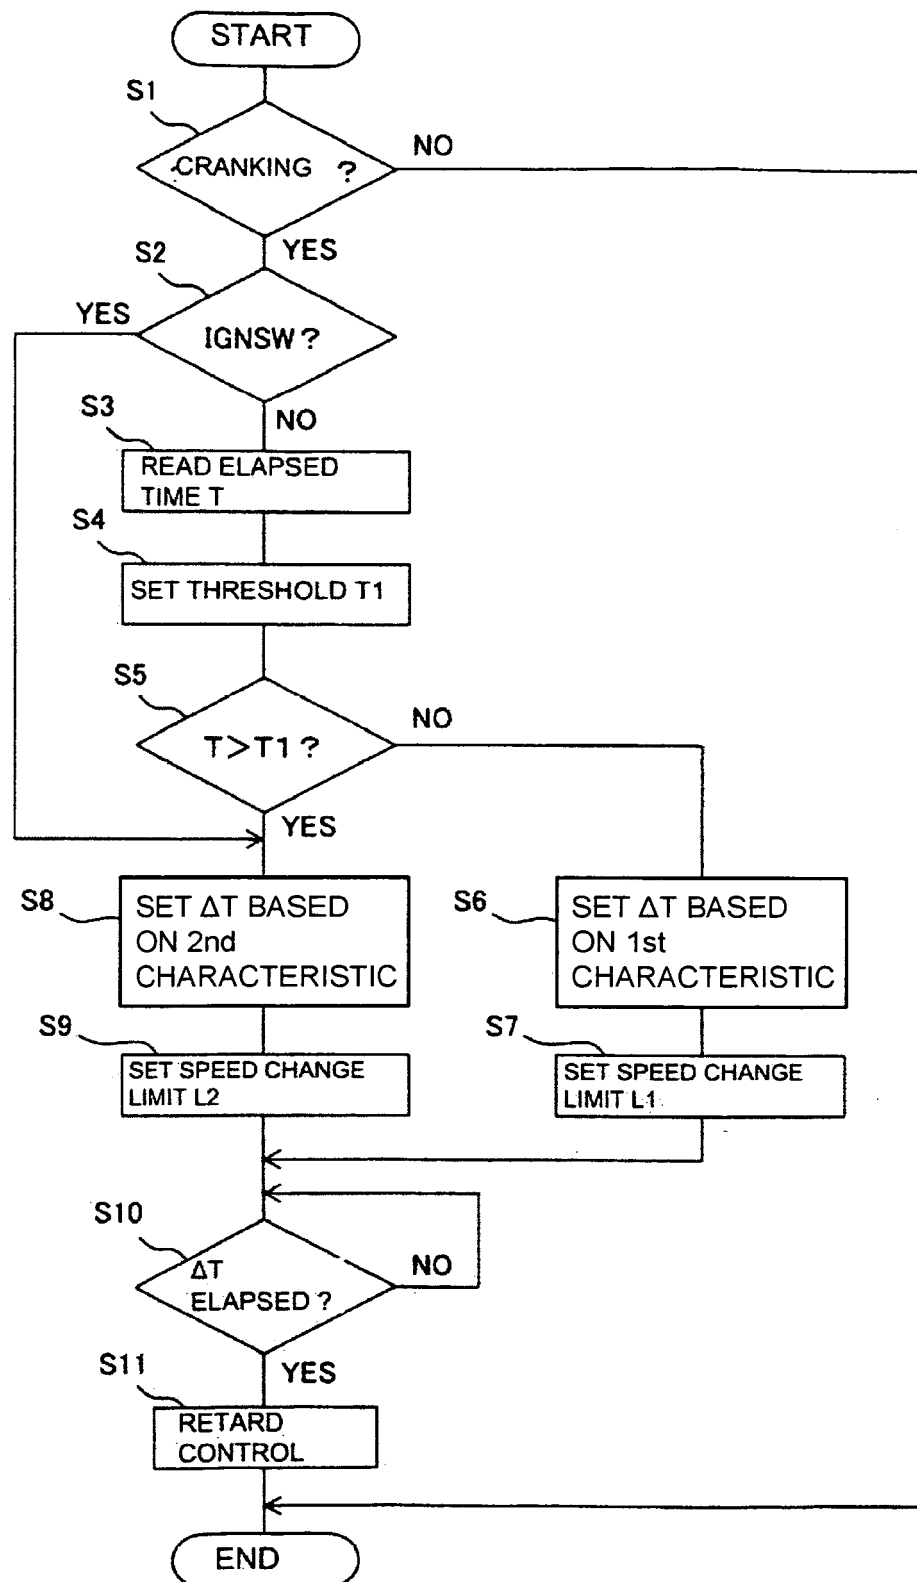 START
S1
CRANKING ?
NO
YES
S2
YES
IGNSW ?
NO
S3
READ ELAPSED
TIME T
S4
SET THRESHOLD T1
S5
NO
T>T1 ?
YES
S8
SET ΔT BASED
ON 2nd
CHARACTERISTIC
S6
SET ΔT BASED
ON 1st
CHARACTERISTIC
S9
SET SPEED CHANGE
LIMIT L2
S7
SET SPEED CHANGE
LIMIT L1
S10
ΔT
ELAPSED ?
NO
YES
S11
RETARD
CONTROL
END